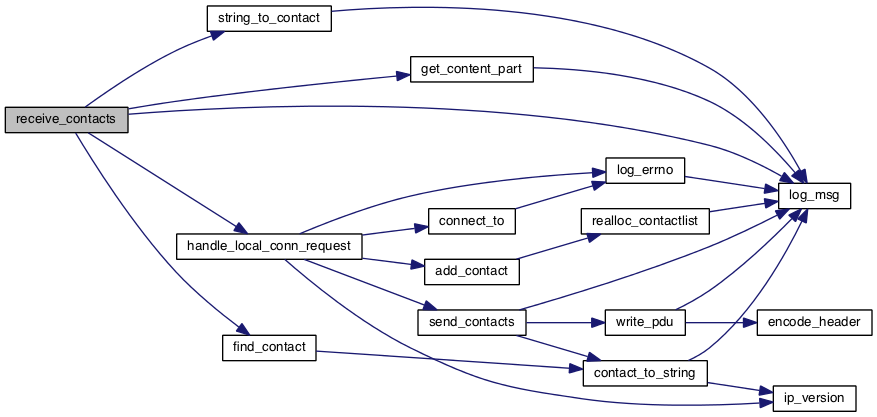 string_to_contact
get_content_part
receive_contacts
log_errno
log_msg
connect_to
realloc_contactlist
handle_local_conn_request
add_contact
send_contacts
write_pdu
encode_header
find_contact
contact_to_string
ip_version